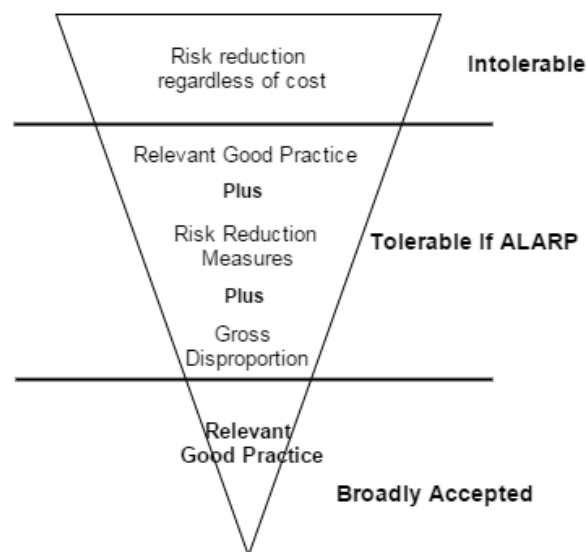 Risk reduction
regardless of cost
Intolerable
Relevant Good Practice
Plus
Risk Reduction
Measures
Tolerable if ALARP
Plus
Gross
Disproportion
Relevant
Good Practice
Broadly Accepted